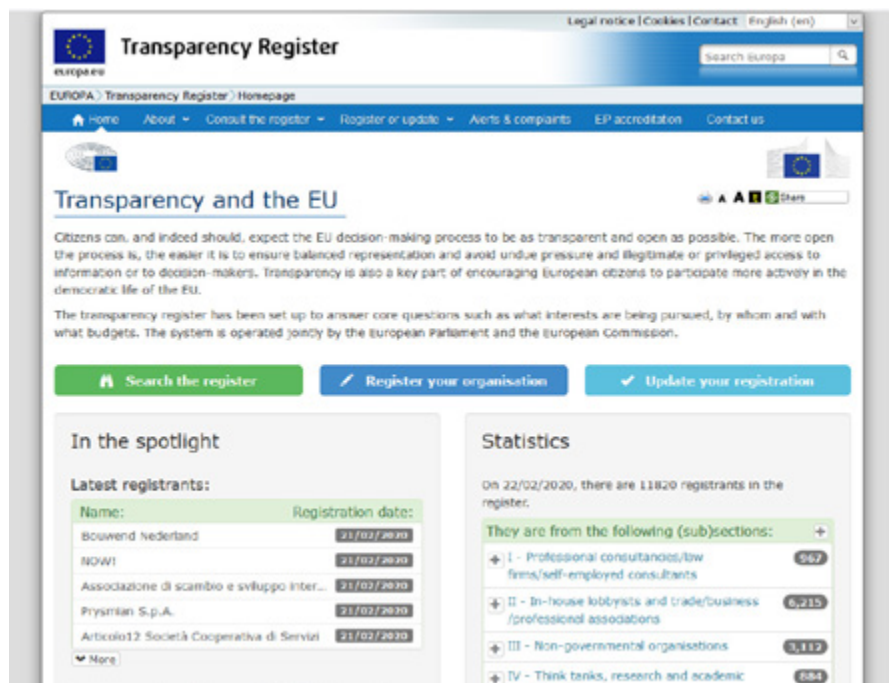 Legal notice | Cookies | Contact English (en)
Transparency Register
europa.eu
Search Europa
EUROPA > Transparency Register > Homepage
Home About Consult the register Register or update Alerts & complaints EP accreditation Contact us
Transparency and the EU
A A Share
Citizens can, and indeed should, expect the EU decision-making process to be as transparent and open as possible. The more open
the process is, the easier it is to ensure balanced representation and avoid undue pressure and illegitimate or privileged access to
information or to decision-makers. Transparency is also a key part of encouraging European citizens to participate more actively in the
democratic life of the EU.
The transparency register has been set up to answer core questions such as what interests are being pursued, by whom and with
what budgets. The system is operated jointly by the European Parliament and the European Commission.
Search the register Register your organisation Update your registration
In the spotlight
Latest registrants:
Name: Registration date:
Bouwend Nederland 21/02/2020
NOW! 21/02/2020
Associazione di scambio e sviluppo inter... 21/02/2020
Prysmian S.p.A. 21/02/2020
Articolo12 Società Cooperativa di Servizi 21/02/2020
More
Statistics
On 22/02/2020, there are 11820 registrants in the
register.
They are from the following (sub)sections: +
+ I - Professional consultancies/law 967
firms/self-employed consultants
+ II - In-house lobbyists and trade/business 6,215
/professional associations
+ III - Non-governmental organisations 3,112
+ IV - Think tanks, research and academic 884